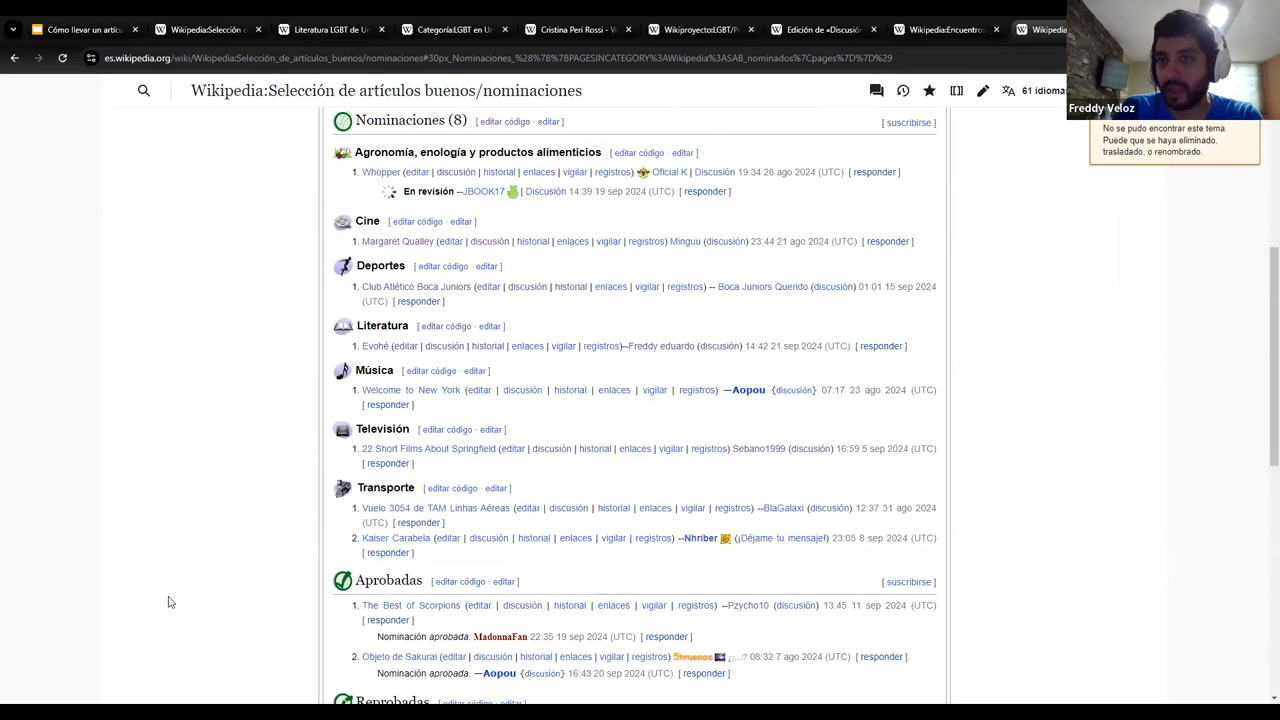 Cómo llevar un artícu
Wikipedia:Selección
Literatura LGBT de U
Categoría:LGBT en U
Cristina Peri Rossi - W
Wikiproyecto:LGBT/P
Edición de «Discusión
Wikipedia:Encuentros
Wikipedia
es.wikipedia.org/wiki/Wikipedia:Selección_de_artículos_buenos/nominaciones#30px_Nominaciones_%28%7B%7BPAGESINCATEGORY%3AWikipedia%3ASAB_nominados%7Cpages%7D%7D%29
Wikipedia:Selección de artículos buenos/nominaciones
61 idiomas
Freddy Veloz
No se pudo encontrar este tema.
Puede que se haya eliminado,
trasladado, o renombrado.
Nominaciones (8) [ editar código · editar ] [ suscribirse ]
Agronomía, enología y productos alimenticios [ editar código · editar ]
1. Whopper (editar | discusión | historial | enlaces | vigilar | registros) Oficial K | Discusión 19:34 28 ago 2024 (UTC) [ responder ]
En revisión --JBOOK17 | Discusión 14:39 19 sep 2024 (UTC) [ responder ]
Cine [ editar código · editar ]
1. Margaret Qualley (editar | discusión | historial | enlaces | vigilar | registros) Minguu (discusión) 23:44 21 ago 2024 (UTC) [ responder ]
Deportes [ editar código · editar ]
1. Club Atlético Boca Juniors (editar | discusión | historial | enlaces | vigilar | registros) -- Boca Juniors Querido (discusión) 01:01 15 sep 2024
(UTC) [ responder ]
Literatura [ editar código · editar ]
1. Evohé (editar | discusión | historial | enlaces | vigilar | registros)--Freddy eduardo (discusión) 14:42 21 sep 2024 (UTC) [ responder ]
Música [ editar código · editar ]
1. Welcome to New York (editar | discusión | historial | enlaces | vigilar | registros) —Aopou {discusión} 07:17 23 ago 2024 (UTC)
[ responder ]
Televisión [ editar código · editar ]
1. 22 Short Films About Springfield (editar | discusión | historial | enlaces | vigilar | registros) Sebano1999 (discusión) 16:59 5 sep 2024 (UTC)
[ responder ]
Transporte [ editar código · editar ]
1. Vuelo 3054 de TAM Linhas Aéreas (editar | discusión | historial | enlaces | vigilar | registros) --BlaGalaxi (discusión) 12:37 31 ago 2024
(UTC) [ responder ]
2. Kaiser Carabela (editar | discusión | historial | enlaces | vigilar | registros) --Nhriber (¡Déjame tu mensaje!) 23:05 8 sep 2024 (UTC)
[ responder ]
Aprobadas [ editar código · editar ] [ suscribirse ]
1. The Best of Scorpions (editar | discusión | historial | enlaces | vigilar | registros) --Pzycho10 (discusión) 13:45 11 sep 2024 (UTC)
[ responder ]
Nominación aprobada. MadonnaFan 22:35 19 sep 2024 (UTC) [ responder ]
2. Objeto de Sakurai (editar | discusión | historial | enlaces | vigilar | registros) 5truenos ¿¡...!? 08:32 7 ago 2024 (UTC) [ responder ]
Nominación aprobada. —Aopou {discusión} 16:43 20 sep 2024 (UTC) [ responder ]
Reprobadas [ editar código · editar ]